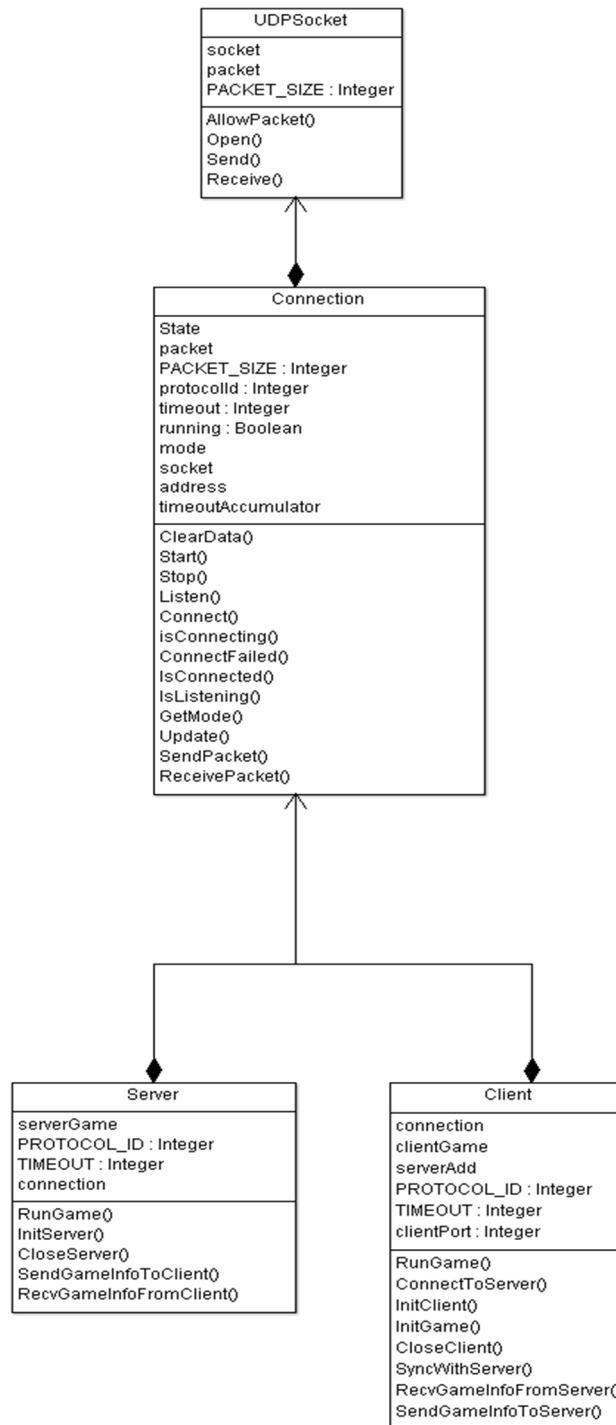 UDPSocket
socket
packet
PACKET_SIZE : Integer
AllowPacket()
Open()
Send()
Receive()
Connection
State
packet
PACKET_SIZE : Integer
protocolId : Integer
timeout : Integer
running : Boolean
mode
socket
address
timeoutAccumulator
ClearData()
Start()
Stop()
Listen()
Connect()
isConnecting()
ConnectFailed()
IsConnected()
IsListening()
GetMode()
Update()
SendPacket()
ReceivePacket()
Server
serverGame
PROTOCOL_ID : Integer
TIMEOUT : Integer
connection
RunGame()
InitServer()
CloseServer()
SendGameInfoToClient()
RecvGameInfoFromClient()
Client
connection
clientGame
serverAdd
PROTOCOL_ID : Integer
TIMEOUT : Integer
clientPort : Integer
RunGame()
ConnectToServer()
InitClient()
InitGame()
CloseClient()
SyncWithServer()
RecvGameInfoFromServer()
SendGameInfoToServer()